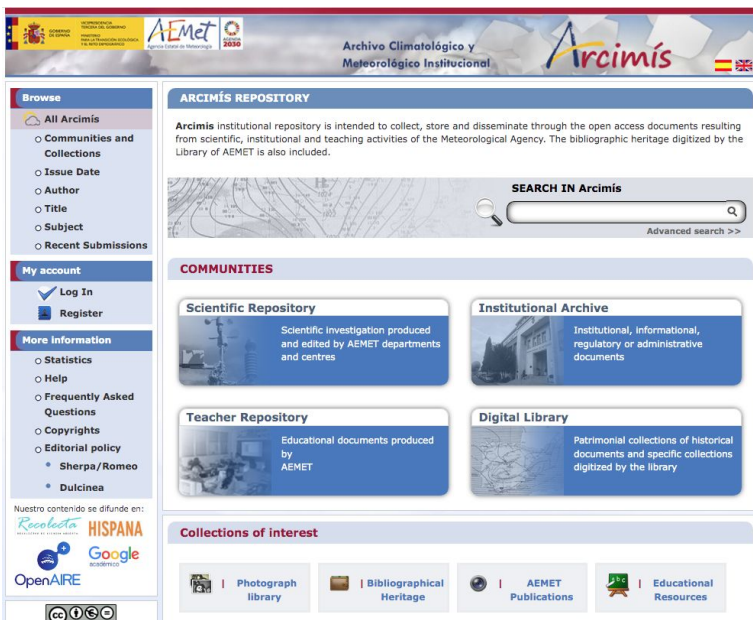 GOBIERNO
DE ESPAÑA
VICEPRESIDENCIA
TERCERA DEL GOBIERNO
MINISTERIO
PARA LA TRANSICIÓN ECOLÓGICA
Y EL RETO DEMOGRÁFICO
AEMet
Agencia Estatal de Meteorología
AGENDA
2030
Archivo Climatológico y
Meteorológico Institucional
Arcimís
Browse
All Arcimís
Communities and
Collections
Issue Date
Author
Title
Subject
Recent Submissions
My account
Log In
Register
More information
Statistics
Help
Frequently Asked
Questions
Copyrights
Editorial policy
Sherpa/Romeo
Dulcinea
Nuestro contenido se difunde en:
Recolecta
HISPANA
OpenAIRE
Google
académico
cc
ARCIMÍS REPOSITORY
Arcimis institutional repository is intended to collect, store and disseminate through the open access documents resulting
from scientific, institutional and teaching activities of the Meteorological Agency. The bibliographic heritage digitized by the
Library of AEMET is also included.
SEARCH IN Arcimís
Advanced search >>
COMMUNITIES
Scientific Repository
Scientific investigation produced
and edited by AEMET departments
and centres
Institutional Archive
Institutional, informational,
regulatory or administrative
documents
Teacher Repository
Educational documents produced
by
AEMET
Digital Library
Patrimonial collections of historical
documents and specific collections
digitized by the library
Collections of interest
| Photograph
library
| Bibliographical
Heritage
| AEMET
Publications
| Educational
Resources